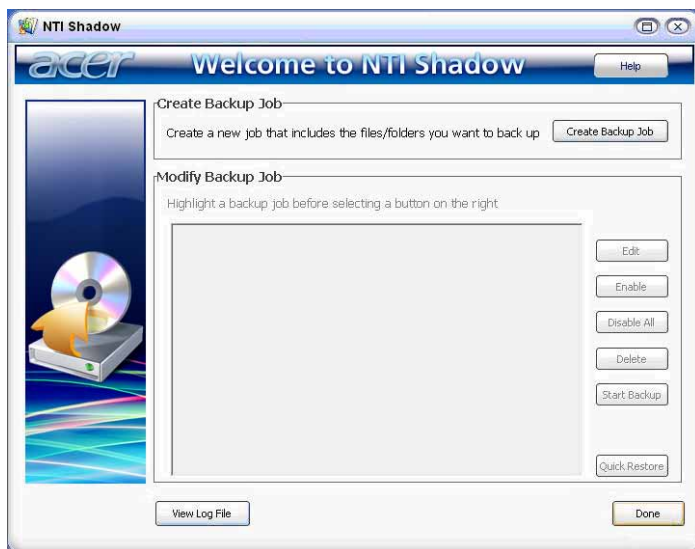 NTI Shadow
acer Welcome to NTI Shadow Help
Create Backup Job
Create a new job that includes the files/folders you want to back up Create Backup Job
Modify Backup Job
Highlight a backup job before selecting a button on the right
Edit
Enable
Disable All
Delete
Start Backup
Quick Restore
View Log File Done